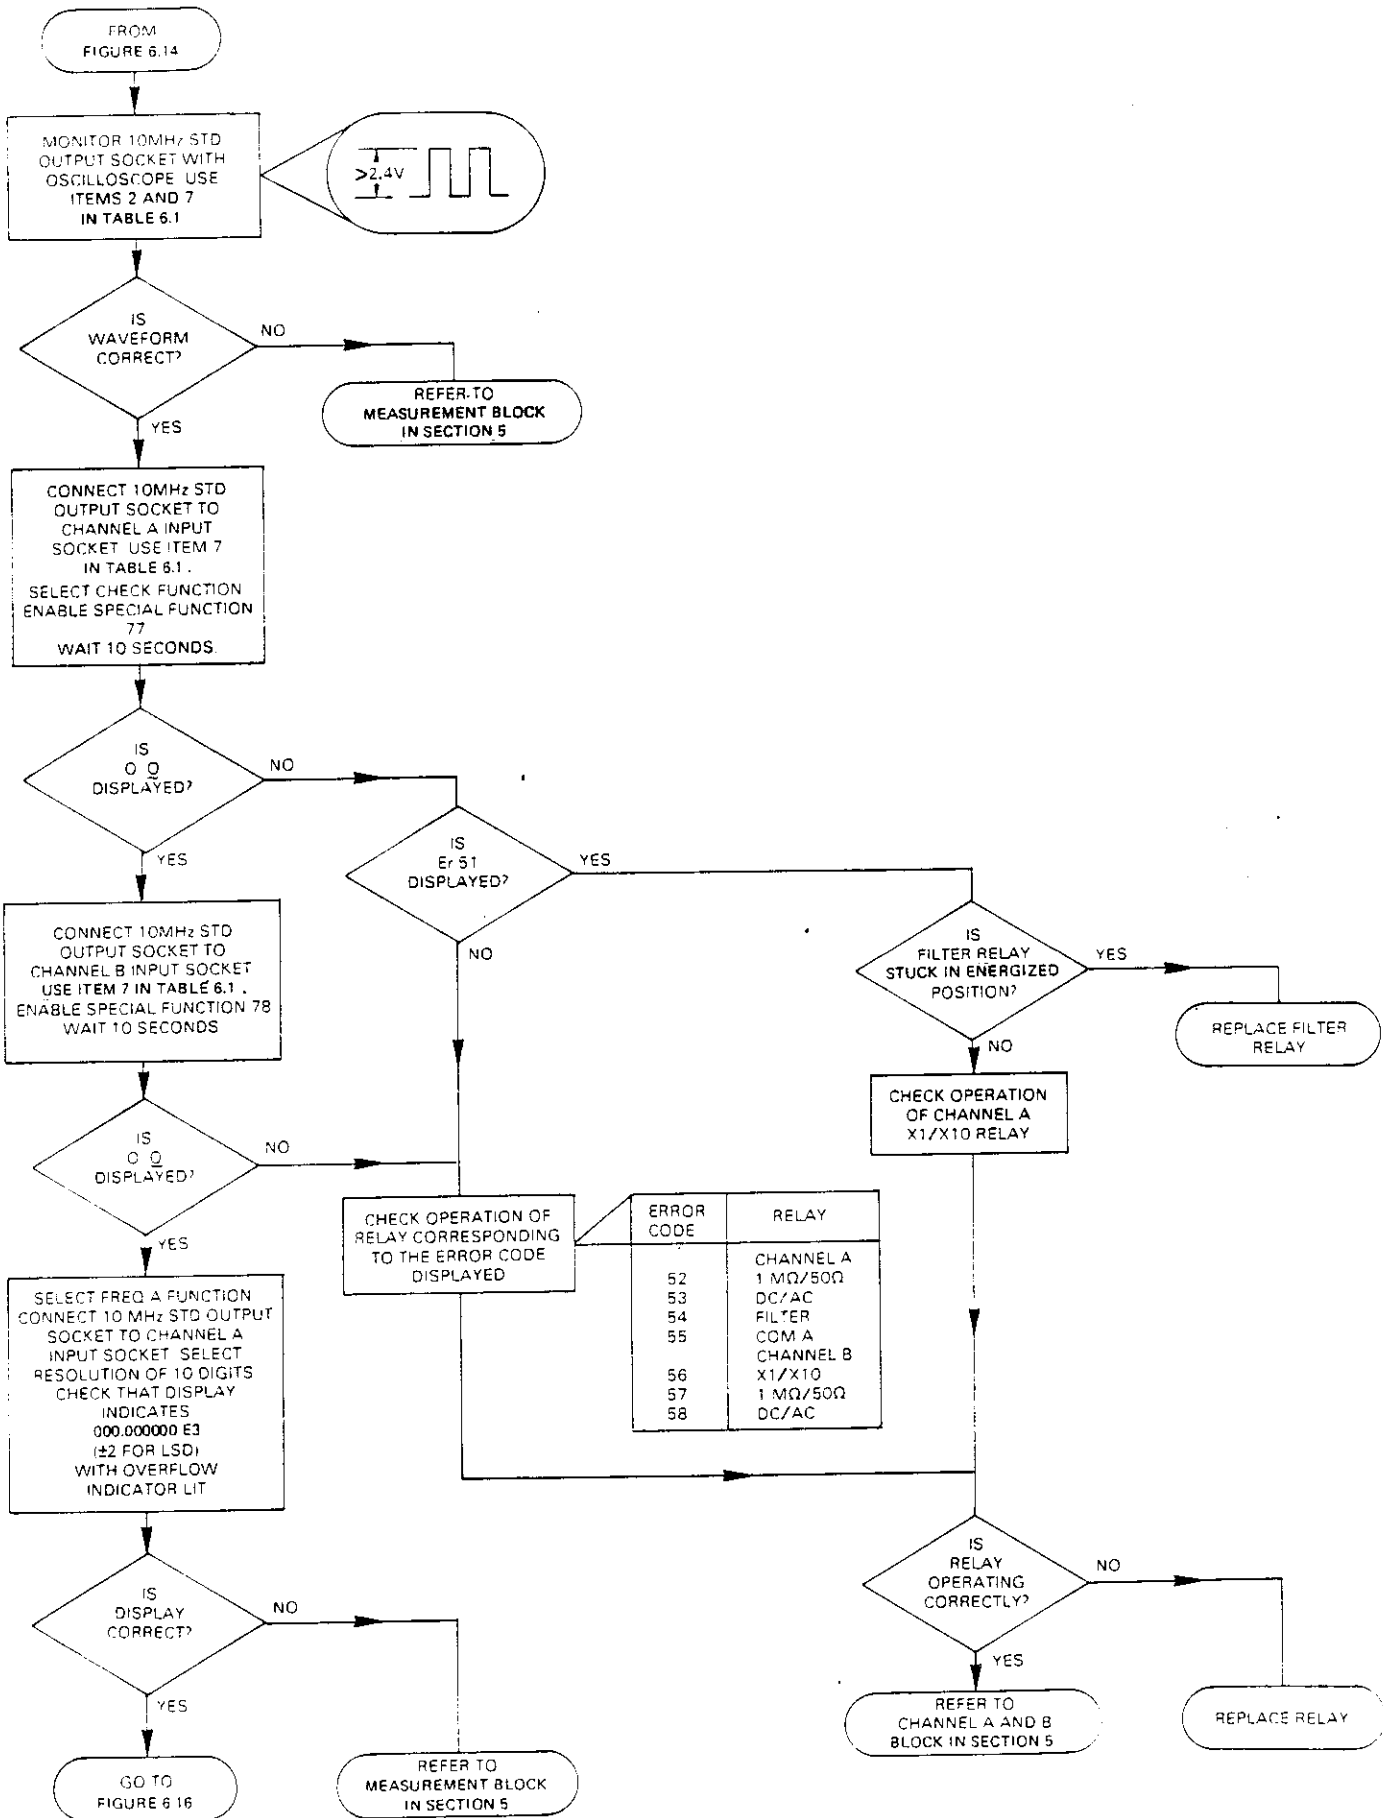 FROM
FIGURE 6.14
MONITOR 10MHz STD
OUTPUT SOCKET WITH
OSCILLOSCOPE USE
ITEMS 2 AND 7
IN TABLE 6.1
>2.4V
IS
WAVEFORM
CORRECT?
NO
REFER TO
MEASUREMENT BLOCK
IN SECTION 5
YES
CONNECT 10MHz STD
OUTPUT SOCKET TO
CHANNEL A INPUT
SOCKET USE ITEM 7
IN TABLE 6.1.
SELECT CHECK FUNCTION
ENABLE SPECIAL FUNCTION
77
WAIT 10 SECONDS.
IS
O O
DISPLAYED?
NO
YES
IS
Er 51
DISPLAYED?
YES
NO
CONNECT 10MHz STD
OUTPUT SOCKET TO
CHANNEL B INPUT SOCKET
USE ITEM 7 IN TABLE 6.1.
ENABLE SPECIAL FUNCTION 78
WAIT 10 SECONDS
IS
FILTER RELAY
STUCK IN ENERGIZED
POSITION?
YES
REPLACE FILTER
RELAY
NO
CHECK OPERATION
OF CHANNEL A
X1/X10 RELAY
IS
O O
DISPLAYED?
NO
YES
CHECK OPERATION OF
RELAY CORRESPONDING
TO THE ERROR CODE
DISPLAYED
ERROR CODE RELAY
CHANNEL A
52 1 MΩ/50Ω
53 DC/AC
54 FILTER
55 COM A
CHANNEL B
56 X1/X10
57 1 MΩ/50Ω
58 DC/AC
SELECT FREQ A FUNCTION
CONNECT 10 MHz STD OUTPUT
SOCKET TO CHANNEL A
INPUT SOCKET SELECT
RESOLUTION OF 10 DIGITS
CHECK THAT DISPLAY
INDICATES
000.000000 E3
(±2 FOR LSD)
WITH OVERFLOW
INDICATOR LIT
IS
DISPLAY
CORRECT?
NO
YES
IS
RELAY
OPERATING
CORRECTLY?
NO
YES
GO TO
FIGURE 6 16
REFER TO
MEASUREMENT BLOCK
IN SECTION 5
REFER TO
CHANNEL A AND B
BLOCK IN SECTION 5
REPLACE RELAY